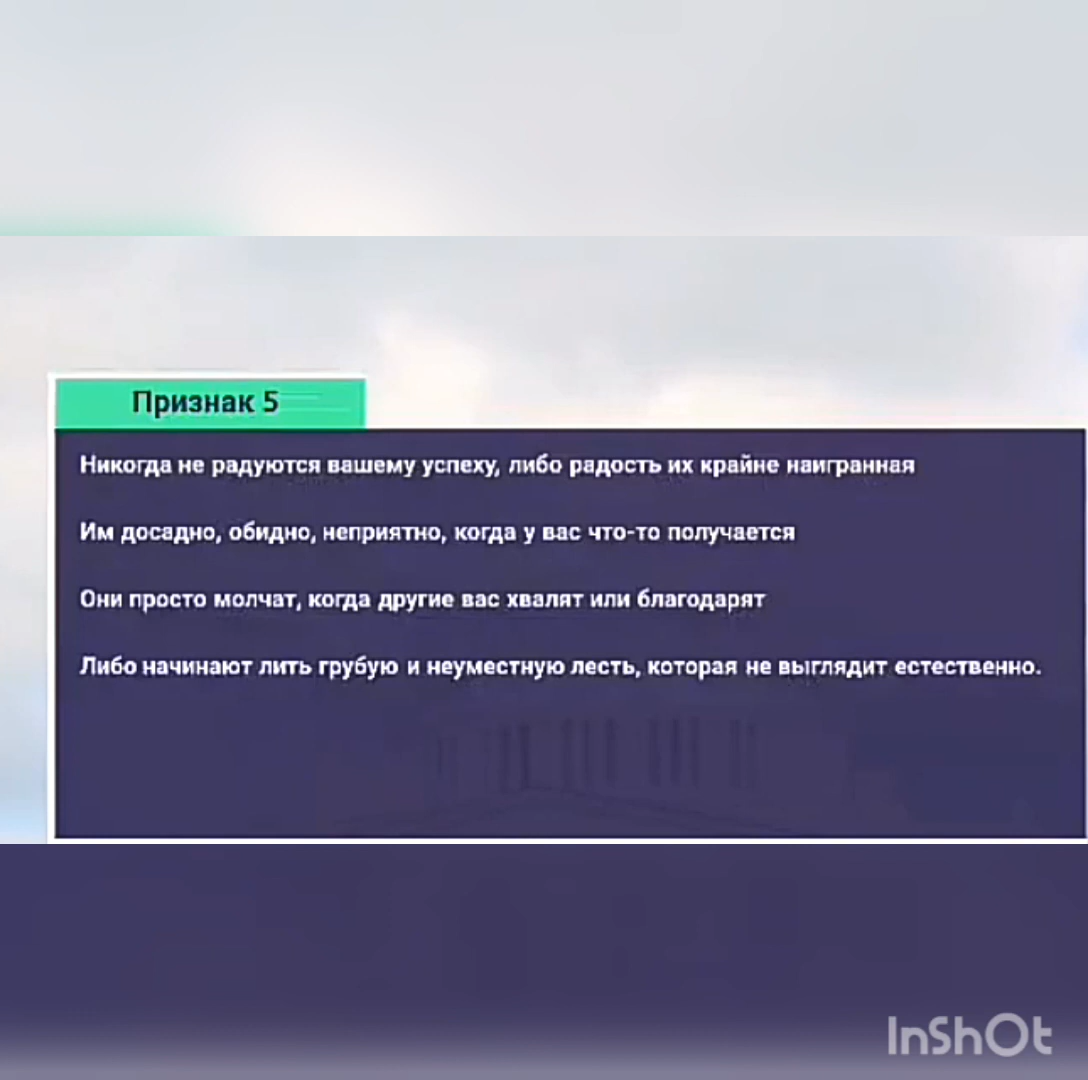 Признак 5
Никогда не радуются вашему успеху, либо радость их крайне наигранная
Им досадно, обидно, неприятно, когда у вас что-то получается
Они просто молчат, когда другие вас хвалят или благодарят
Либо начинают лить грубую и неуместную лесть, которая не выглядит естественно.
InShOt